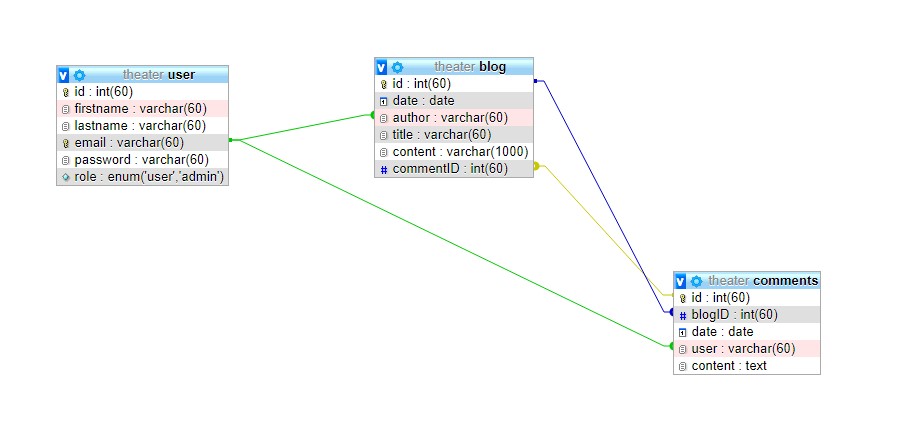 v theater user
id : int(60)
firstname : varchar(60)
lastname : varchar(60)
email : varchar(60)
password : varchar(60)
role : enum('user','admin')
v theater blog
id : int(60)
date : date
author : varchar(60)
title : varchar(60)
content : varchar(1000)
# commentID : int(60)
v theater comments
id : int(60)
# blogID : int(60)
date : date
user : varchar(60)
content : text